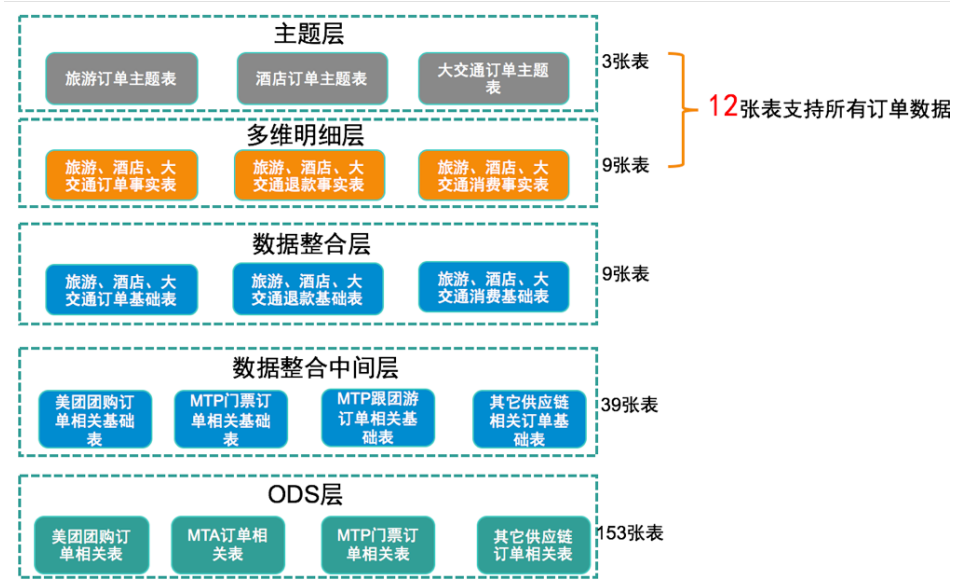 主题层
旅游订单主题表
酒店订单主题表
大交通订单主题
表
3张表
12张表支持所有订单数据
多维明细层
旅游、酒店、大
交通订单事实表
旅游、酒店、大
交通退款事实表
旅游、酒店、大
交通消费事实表
9张表
数据整合层
旅游、酒店、大
交通订单基础表
旅游、酒店、大
交通退款基础表
旅游、酒店、大
交通消费基础表
9张表
数据整合中间层
美团团购订
单相关基础
表
MTP门票订
单相关基础
表
MTP跟团游
订单相关基
础表
其它供应链
相关订单基
础表
39张表
ODS层
美团团购订
单相关表
MTA订单相
关表
MTP门票订
单相关表
其它供应链
订单相关表
153张表